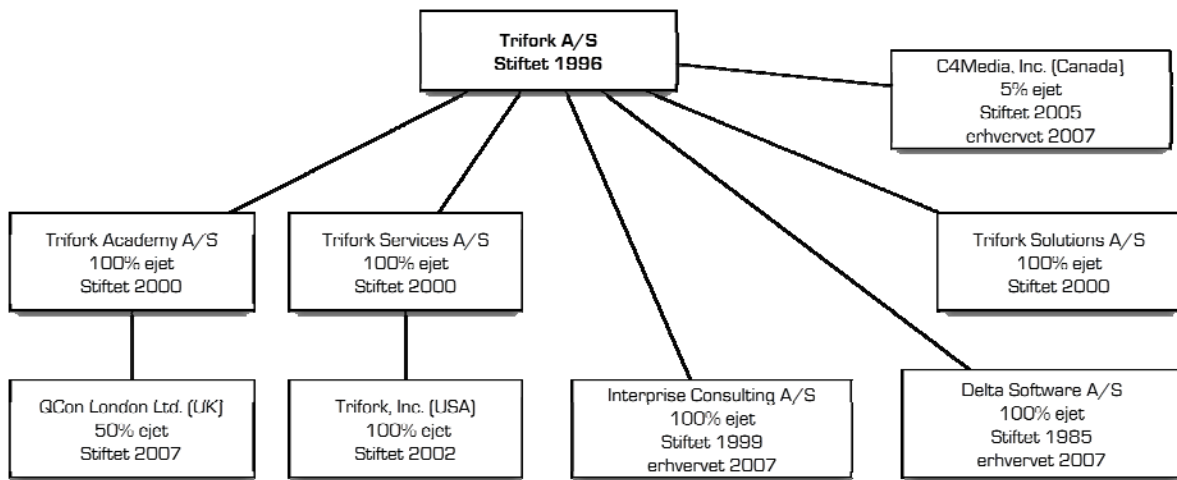 Trifork A/S
Stiftet 1996
C4Media, Inc. (Canada)
5% ejet
Stiftet 2005
erhvervet 2007
Trifork Academy A/S
100% ejet
Stiftet 2000
Trifork Services A/S
100% ejet
Stiftet 2000
Trifork Solutions A/S
100% ejet
Stiftet 2000
QCon London Ltd. (UK)
50% ejet
Stiftet 2007
Trifork, Inc. (USA)
100% ejet
Stiftet 2002
Interprise Consulting A/S
100% ejet
Stiftet 1999
erhvervet 2007
Delta Software A/S
100% ejet
Stiftet 1985
erhvervet 2007